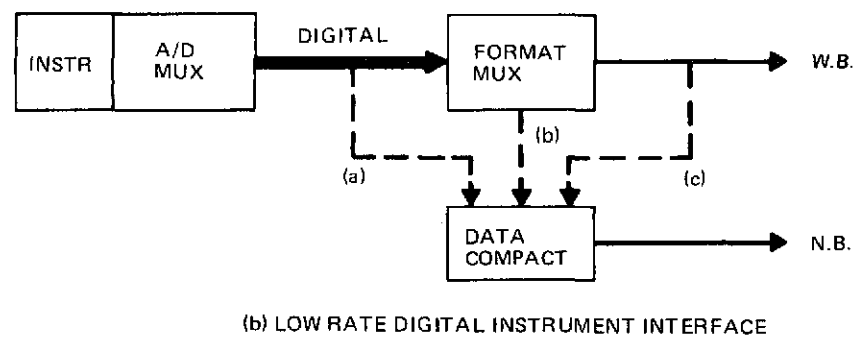 INSTR
A/D
MUX
DIGITAL
FORMAT
MUX
W.B.
(a)
(b)
(c)
DATA
COMPACT
N.B.
(b) LOW RATE DIGITAL INSTRUMENT INTERFACE